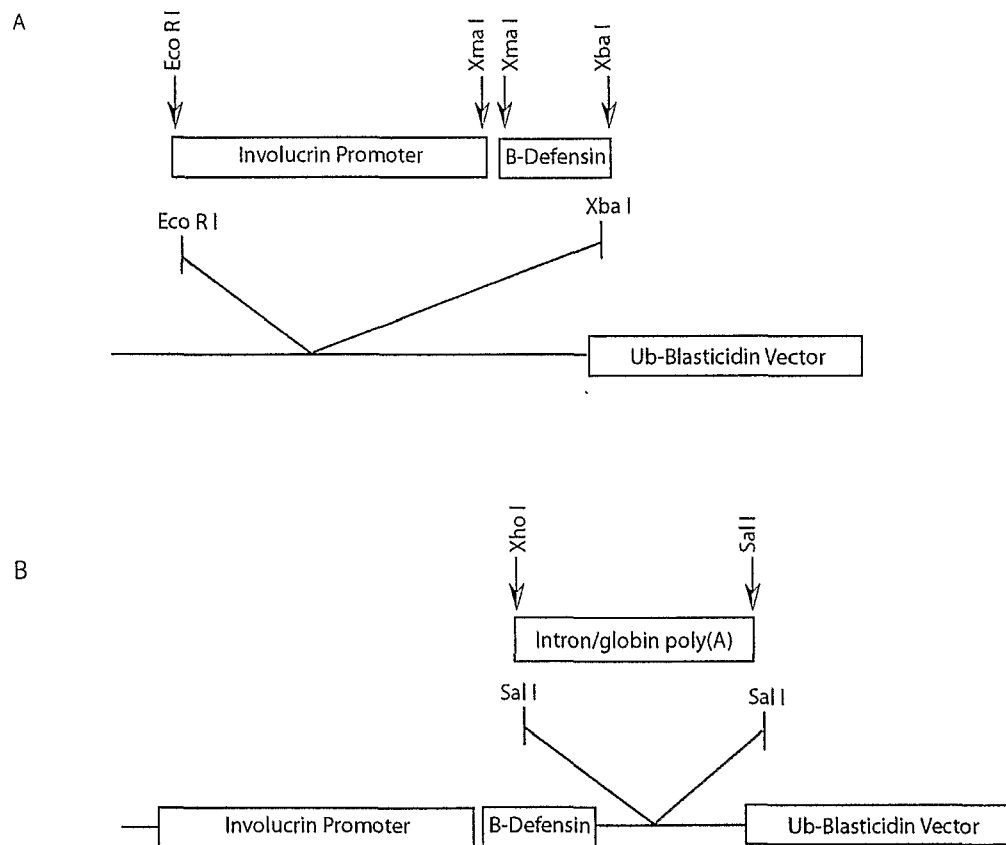 A
Eco R I
Xma I
Xma I
Xba I
Involucrin Promoter
B-Defensin
Eco R I
Xba I
Ub-Blasticidin Vector
B
Xho I
Sal I
Intron/globin poly(A)
Sal I
Sal I
Involucrin Promoter
B-Defensin
Ub-Blasticidin Vector